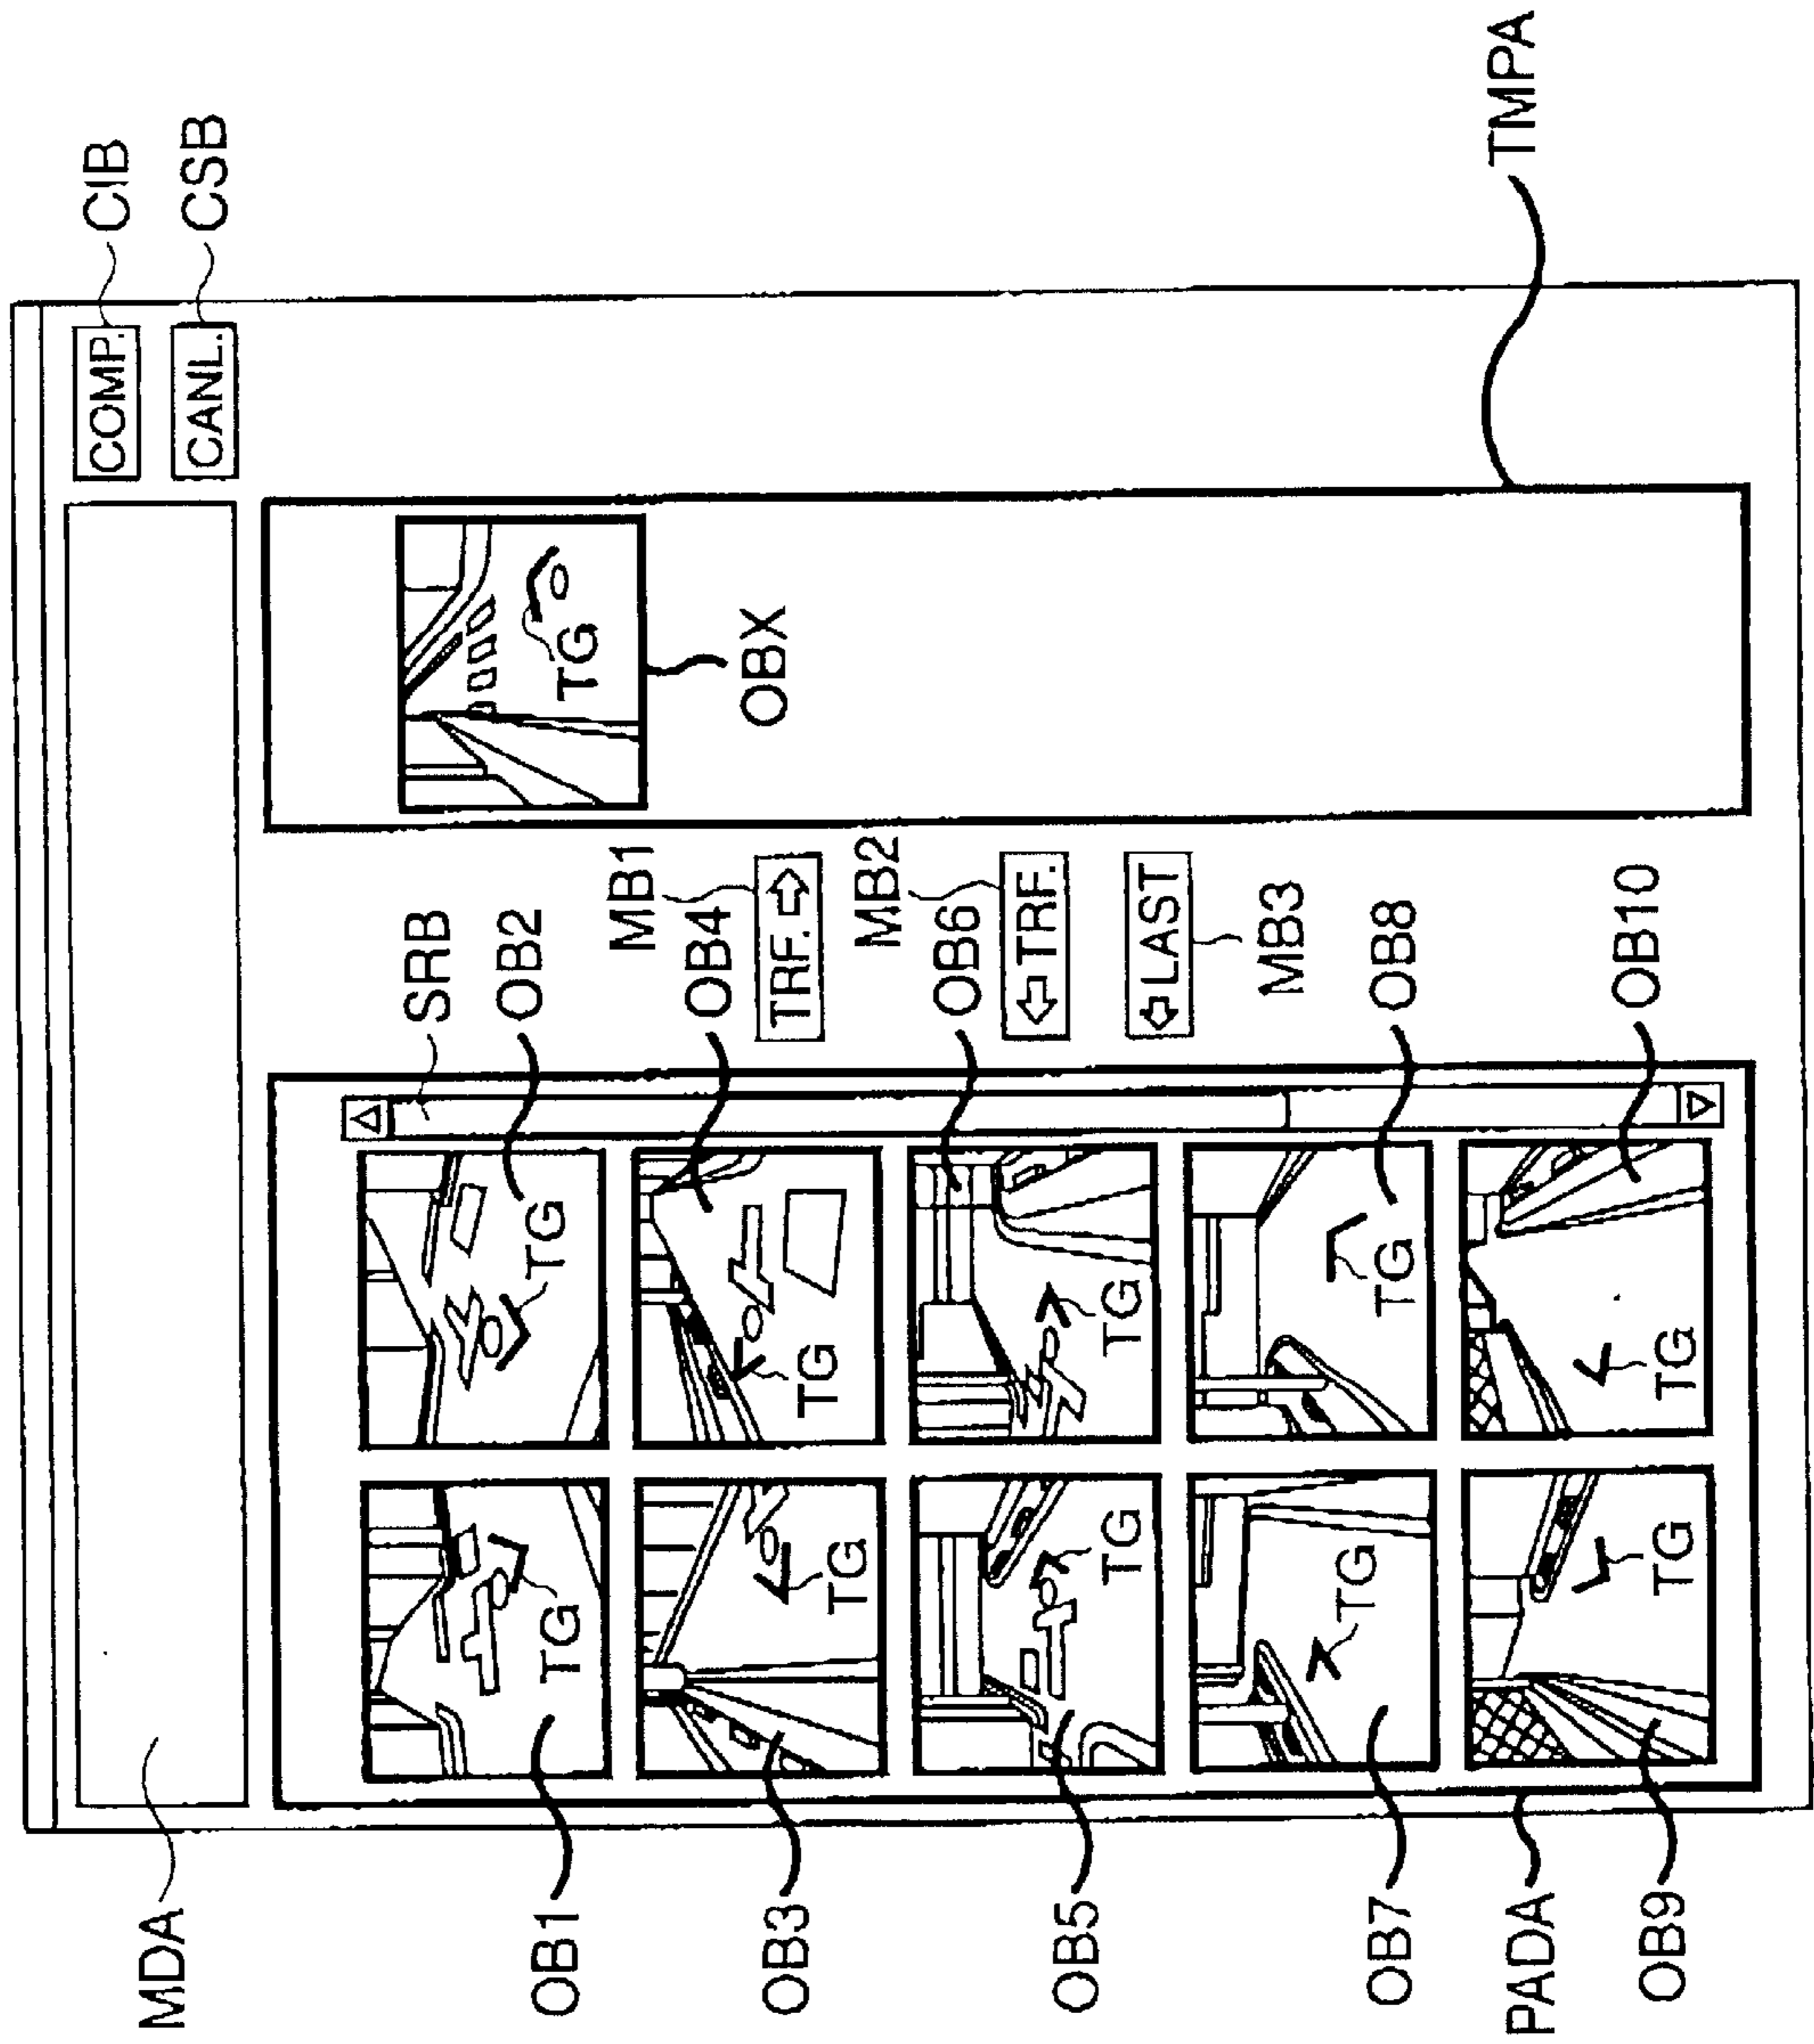 COMP. CIB
MDA
CANL. CSB
SRB
OB2
OB1 TG TG
TG
MB1
OB4
OBX
OB3
TRF. ⇨
TG TG
MB2
OB6
⇦ TRF.
OB5
TG TG
⇦ LAST
MB3
OB8
OB7
TG TG
TMPA
PADA
OB10
OB9
TG TG